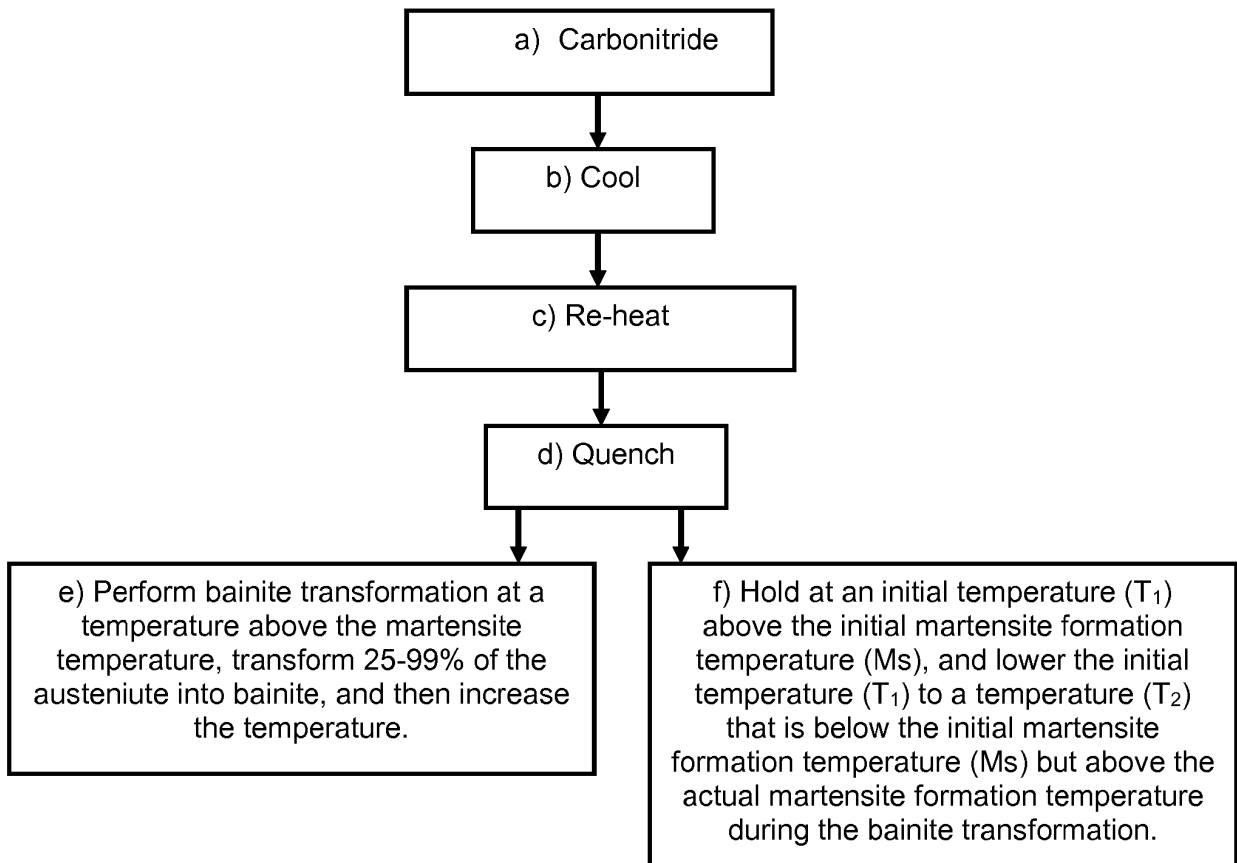 a) Carbonitride
b) Cool
c) Re-heat
d) Quench
e) Perform bainite transformation at a
temperature above the martensite
temperature, transform 25-99% of the
austeniute into bainite, and then increase
the temperature.
f) Hold at an initial temperature (T₁)
above the initial martensite formation
temperature (Ms), and lower the initial
temperature (T₁) to a temperature (T₂)
that is below the initial martensite
formation temperature (Ms) but above the
actual martensite formation temperature
during the bainite transformation.